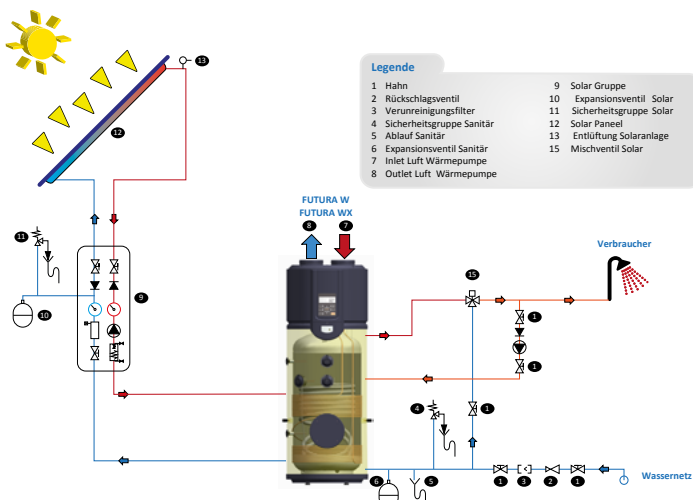 13
12
Legende
1 Hahn
2 Rückschlagsventil
3 Verunreinigungsfilter
4 Sicherheitsgruppe Sanitär
5 Ablauf Sanitär
6 Expansionsventil Sanitär
7 Inlet Luft Wärmepumpe
8 Outlet Luft Wärmepumpe
9 Solar Gruppe
10 Expansionsventil Solar
11 Sicherheitsgruppe Solar
12 Solar Paneel
13 Entlüftung Solaranlage
15 Mischventil Solar
FUTURA W
FUTURA WX
8 7
11
Verbraucher
15
9
10
1
1
4
1
6 5 1 3 2 1
Wassernetz